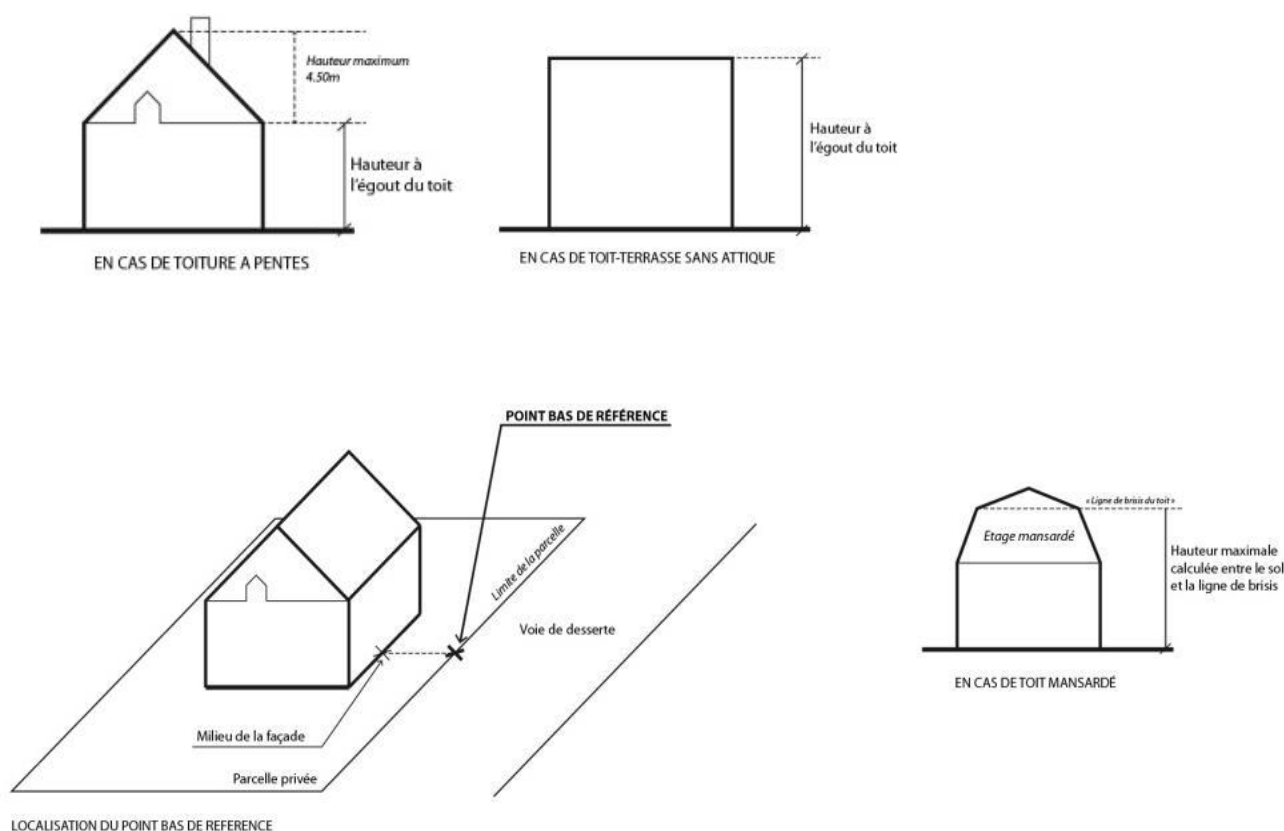 Hauteur maximum
4.50m
Hauteur à
l'égout du toit
EN CAS DE TOITURE A PENTES
Hauteur à
l'égout du toit
EN CAS DE TOIT-TERRASSE SANS ATTIQUE
POINT BAS DE RÉFÉRENCE
Limite de la parcelle
Voie de desserte
Milieu de la façade
Parcelle privée
LOCALISATION DU POINT BAS DE REFERENCE
« Ligne de brisis du toit »
Etage mansardé
Hauteur maximale
calculée entre le sol
et la ligne de brisis
EN CAS DE TOIT MANSARDÉ